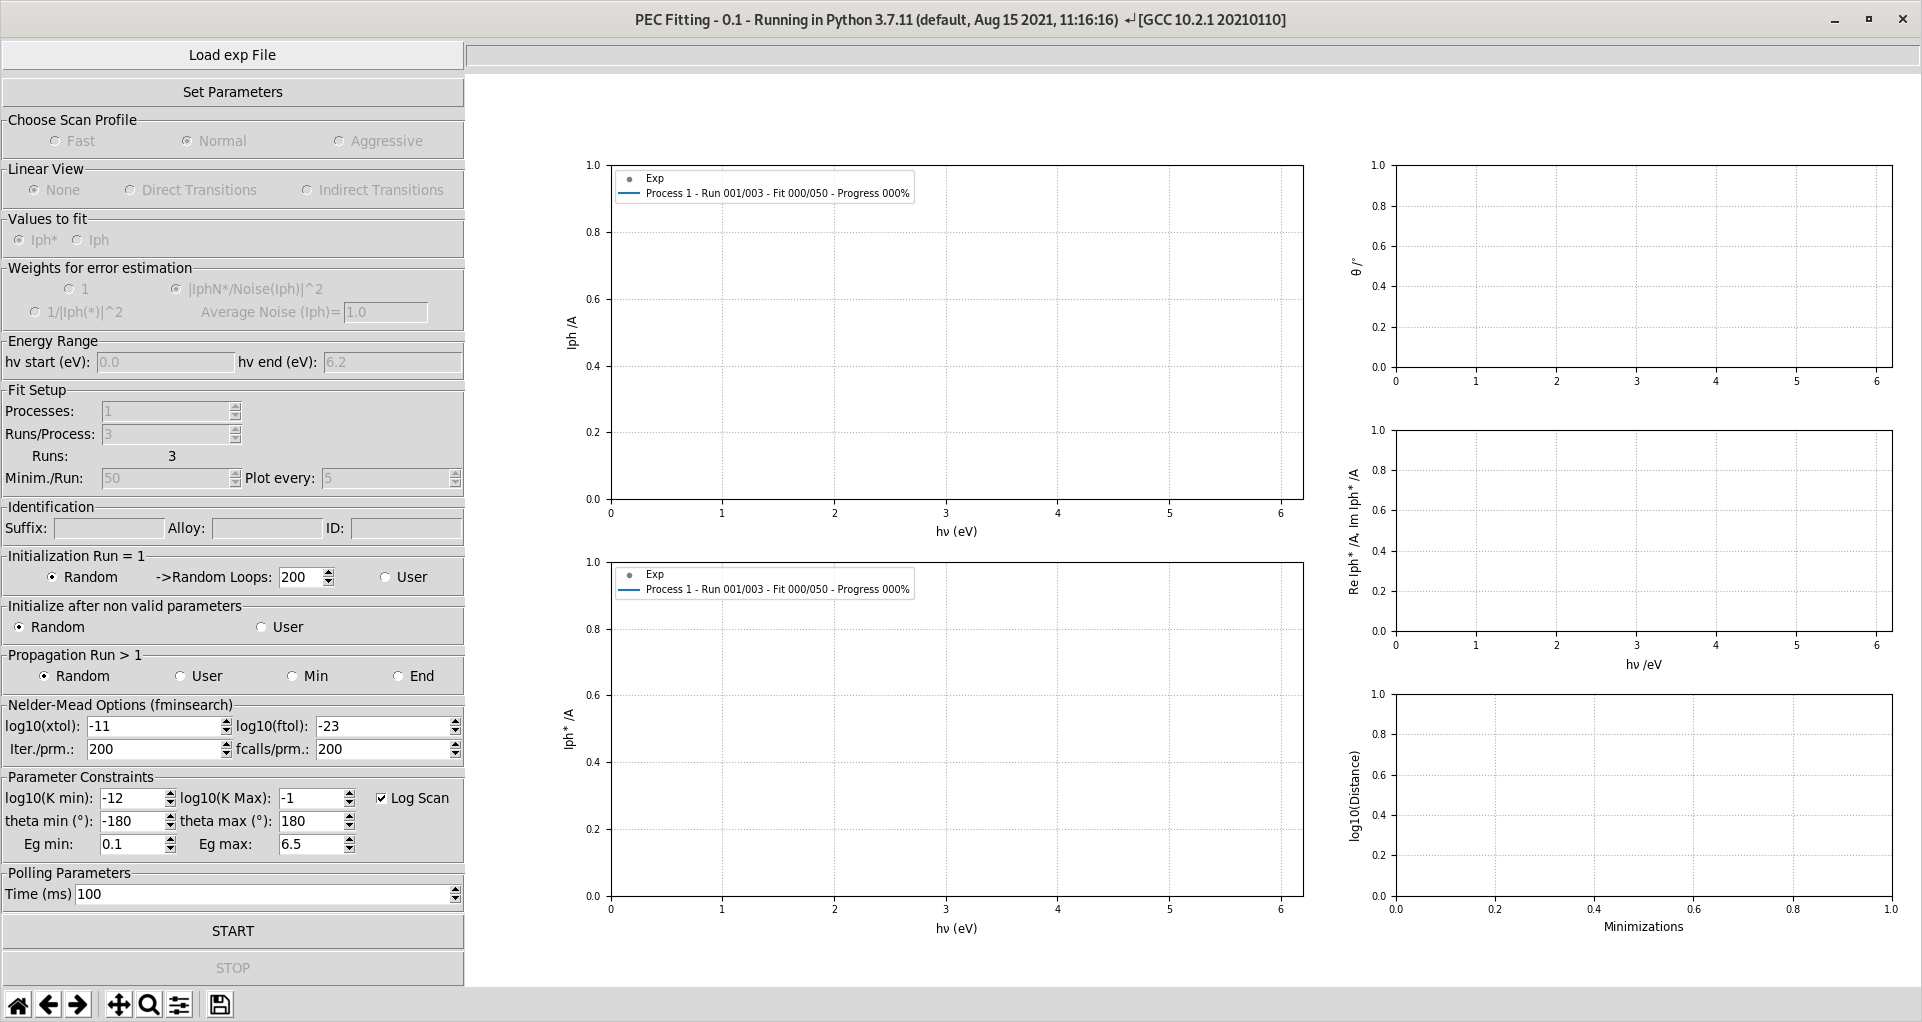 PEC Fitting - 0.1 - Running in Python 3.7.11 (default, Aug 15 2021, 11:16:16) ↵[GCC 10.2.1 20210110]
Load exp File
Set Parameters
Choose Scan Profile
Fast Normal Aggressive
Linear View
None Direct Transitions Indirect Transitions
Values to fit
Iph* Iph
Weights for error estimation
1 |IphN*/Noise(Iph)|^2
1/|Iph(*)|^2 Average Noise (Iph)= 1.0
Energy Range
hv start (eV): 0.0 hv end (eV): 6.2
Fit Setup
Processes: 1
Runs/Process: 3
Runs: 3
Minim./Run: 50 Plot every: 5
Identification
Suffix: Alloy: ID:
Initialization Run = 1
Random ->Random Loops: 200 User
Initialize after non valid parameters
Random User
Propagation Run > 1
Random User Min End
Nelder-Mead Options (fminsearch)
log10(xtol): -11 log10(ftol): -23
Iter./prm.: 200 fcalls/prm.: 200
Parameter Constraints
log10(K min): -12 log10(K Max): -1 Log Scan
theta min (°): -180 theta max (°): 180
Eg min: 0.1 Eg max: 6.5
Polling Parameters
Time (ms) 100
START
STOP
1.0
0.8
0.6
0.4
0.2
0.0
Iph /A
Exp
Process 1 - Run 001/003 - Fit 000/050 - Progress 000%
0 1 2 3 4 5 6
hν (eV)
1.0
0.8
0.6
0.4
0.2
0.0
Iph* /A
Exp
Process 1 - Run 001/003 - Fit 000/050 - Progress 000%
0 1 2 3 4 5 6
hν (eV)
1.0
0.8
0.6
0.4
0.2
0.0
θ /°
0 1 2 3 4 5 6
1.0
0.8
0.6
0.4
0.2
0.0
Re Iph* /A, Im Iph* /A
0 1 2 3 4 5 6
hν /eV
1.0
0.8
0.6
0.4
0.2
0.0
log10(Distance)
0.0 0.2 0.4 0.6 0.8 1.0
Minimizations